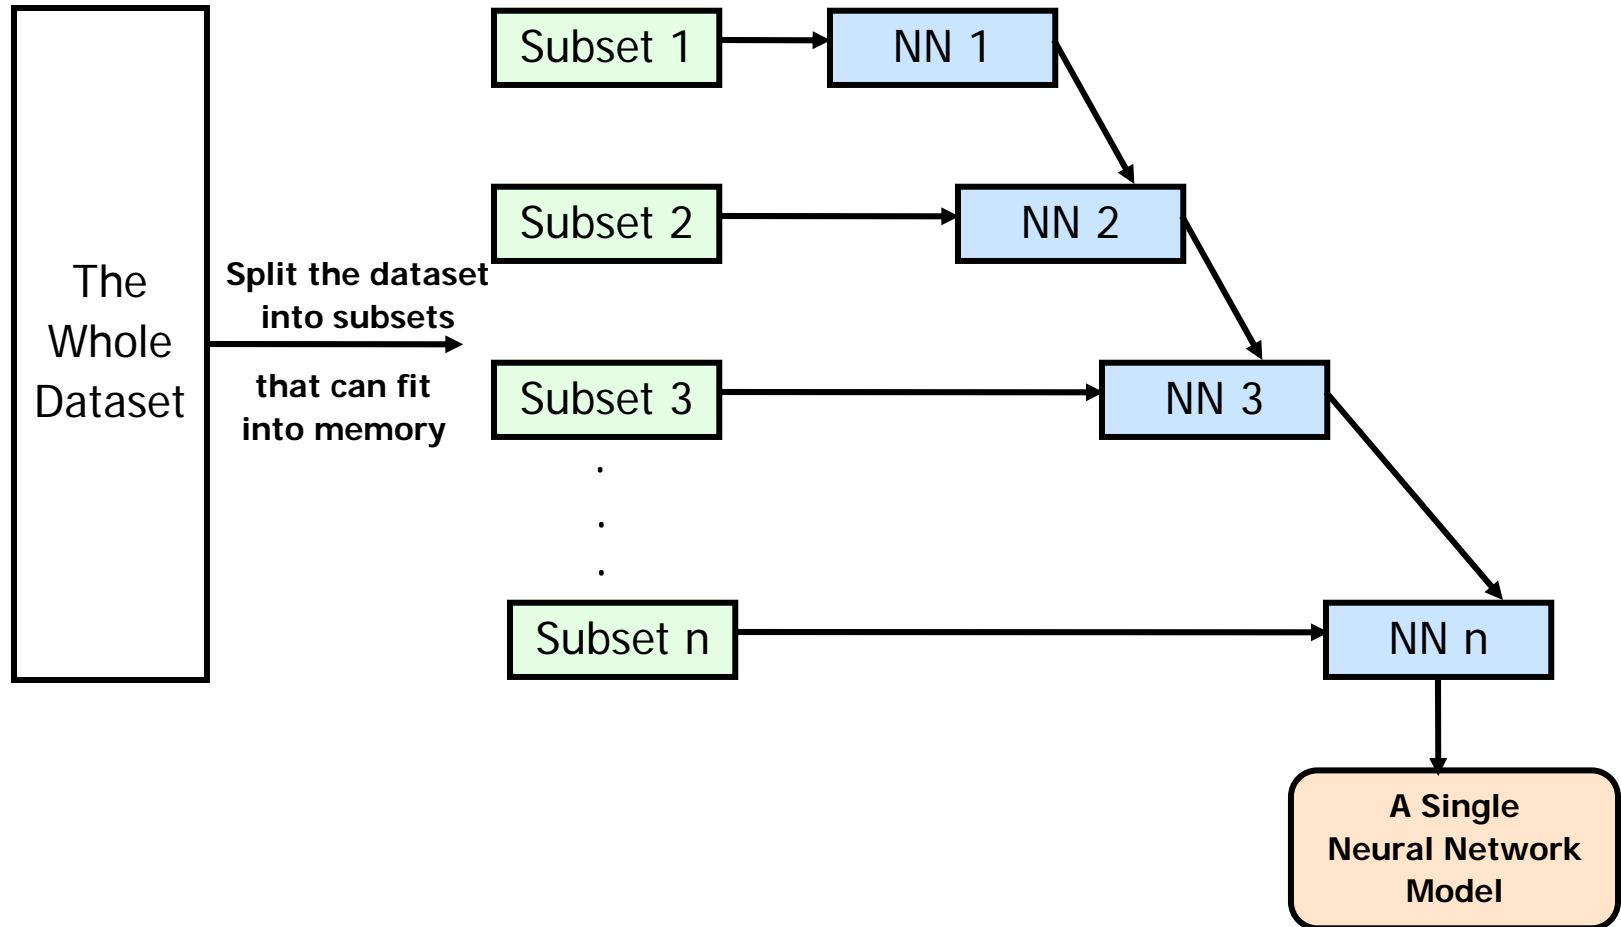 The
Whole
Dataset
Split the dataset
into subsets
that can fit
into memory
Subset 1
NN 1
Subset 2
NN 2
Subset 3
NN 3
.
.
.
Subset n
NN n
A Single
Neural Network
Model